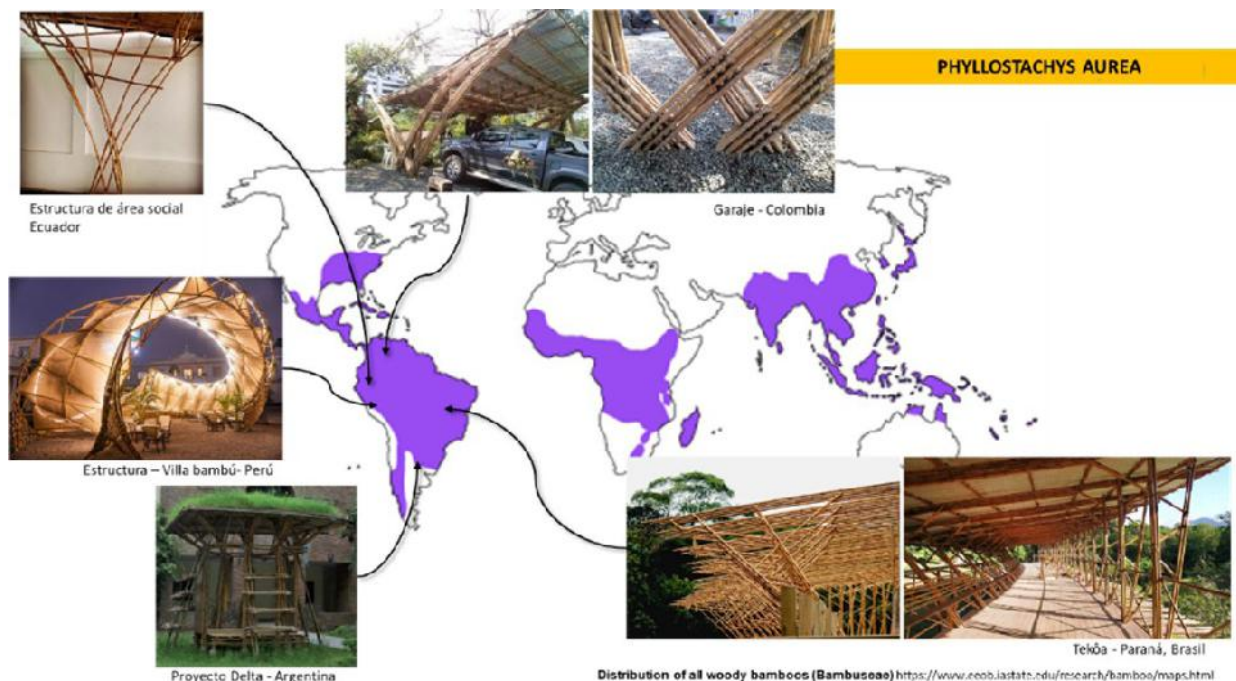 PHYLLOSTACHYS AUREA
Estructura de área social
Ecuador
Garaje - Colombia
Estructura – Villa bambú- Perú
Proyecto Delta - Argentina
Tekôa - Paraná, Brasil
Distribution of all woody bamboos (Bambuseae) https://www.eeob.iastate.edu/research/bamboo/maps.html